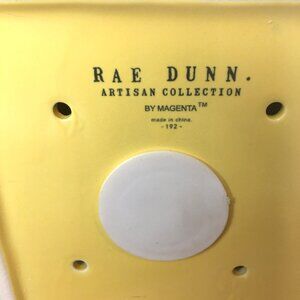 RAE DUNN.
ARTISAN COLLECTION
BY MAGENTA™
made in china.
-192-